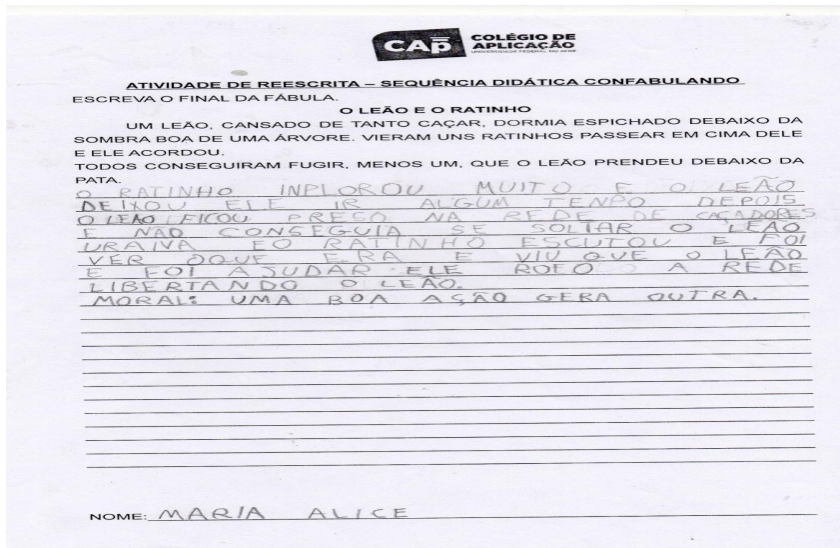 CAp COLÉGIO DE
APLICAÇÃO
UNIVERSIDADE FEDERAL DO ACRE
ATIVIDADE DE REESCRITA – SEQUÊNCIA DIDÁTICA CONFABULANDO
ESCREVA O FINAL DA FÁBULA.
O LEÃO E O RATINHO
UM LEÃO, CANSADO DE TANTO CAÇAR, DORMIA ESPICHADO DEBAIXO DA
SOMBRA BOA DE UMA ÁRVORE. VIERAM UNS RATINHOS PASSEAR EM CIMA DELE
E ELE ACORDOU.
TODOS CONSEGUIRAM FUGIR, MENOS UM, QUE O LEÃO PRENDEU DEBAIXO DA
PATA.
O RATINHO INPLOROU MUITO E O LEÃO
DEIXOU ELE IR ALGUM TENPO DEPOIS
O LEÃO FICOU PRESO NA REDE DE CAÇADORES
E NÃO CONSEGUIA SE SOLTAR O LEÃO
URAIVA EO RATINHO ESCUTOU E FOI
VER OQUE ERA E VIU QUE O LEÃO
E FOI AJUDAR ELE ROEO A REDE
LIBERTANDO O LEÃO.
MORAL: UMA BOA AÇÃO GERA OUTRA.
NOME: MARIA ALICE